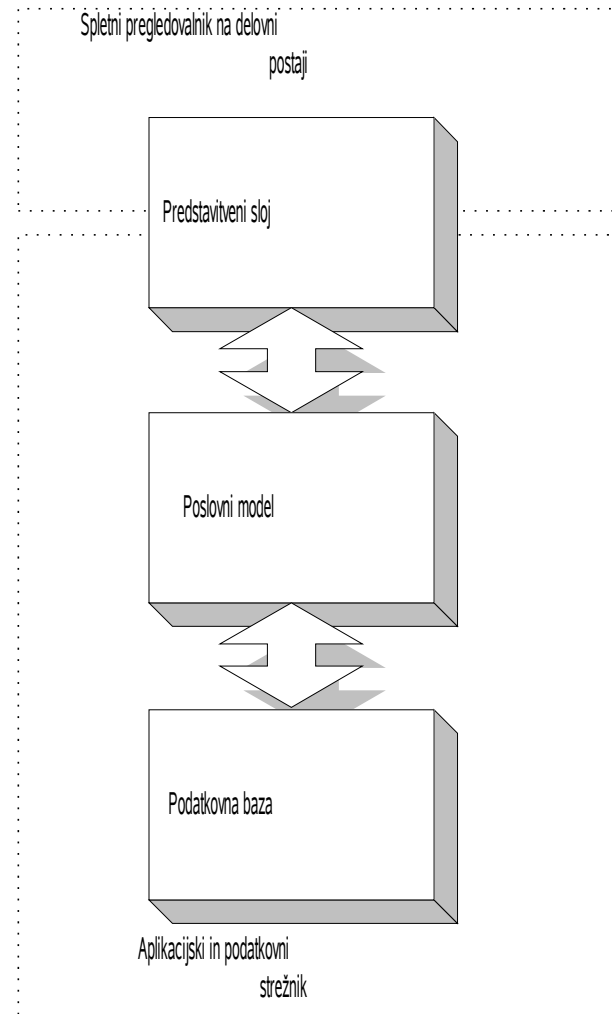 Spletni pregledovalnik na delovni
postaji
Predstavitveni sloj
Poslovni model
Podatkovna baza
Aplikacijski in podatkovni
strežnik